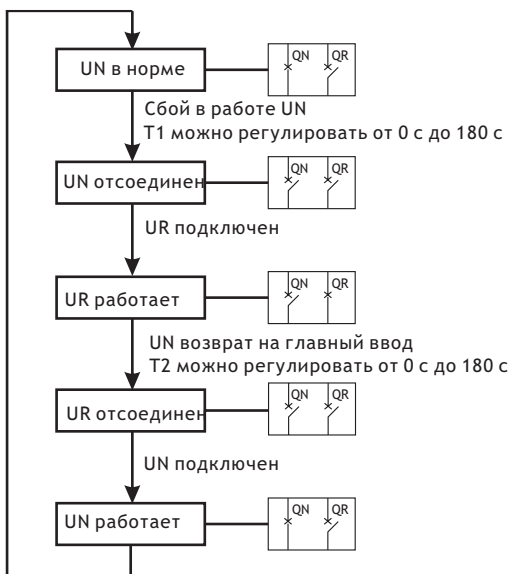 UN в норме
QN QR
Сбой в работе UN
T1 можно регулировать от 0 с до 180 с
UN отсоединен
QN QR
UR подключен
UR работает
QN QR
UN возврат на главный ввод
T2 можно регулировать от 0 с до 180 с
UR отсоединен
QN QR
UN подключен
UN работает
QN QR